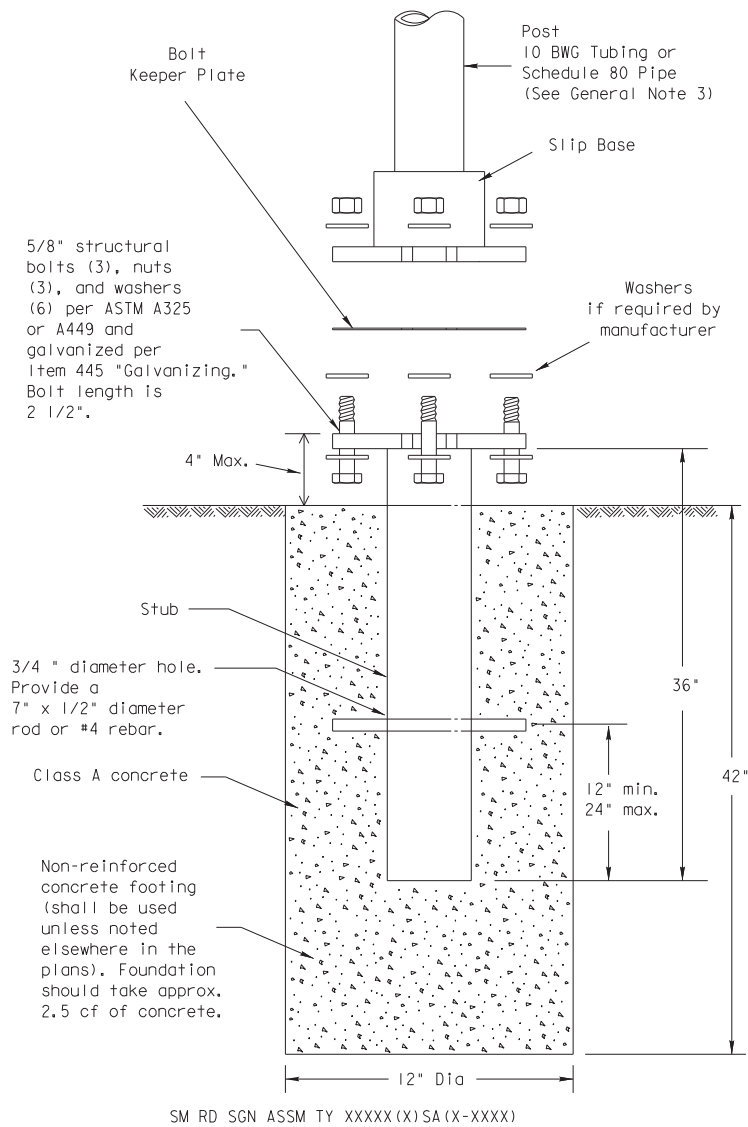 Bolt
Keeper Plate
Post
10 BWG Tubing or
Schedule 80 Pipe
(See General Note 3)
Slip Base
5/8" structural
bolts (3), nuts
(3), and washers
(6) per ASTM A325
or A449 and
galvanized per
Item 445 "Galvanizing."
Bolt length is
2 1/2".
Washers
if required by
manufacturer
4" Max.
Stub
3/4 " diameter hole.
Provide a
7" x 1/2" diameter
rod or #4 rebar.
36"
Class A concrete
12" min.
24" max.
42"
Non-reinforced
concrete footing
(shall be used
unless noted
elsewhere in the
plans). Foundation
should take approx.
2.5 cf of concrete.
12" Dia
SM RD SGN ASSM TY XXXXX(X)SA(X-XXXX)